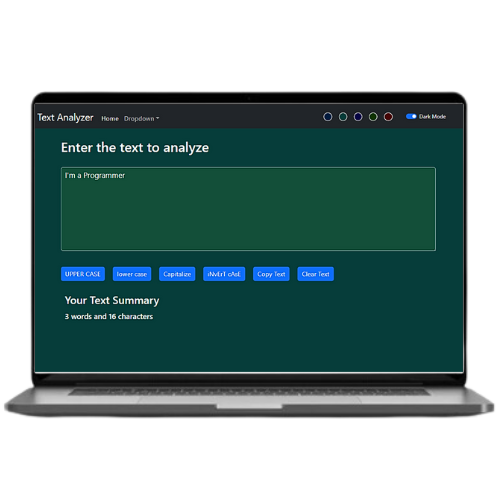 Text Analyzer Home Dropdown Dark Mode
Enter the text to analyze
I'm a Programmer
UPPER CASE lower case Capitalize iNvErT cAsE Copy Text Clear Text
Your Text Summary
3 words and 16 characters